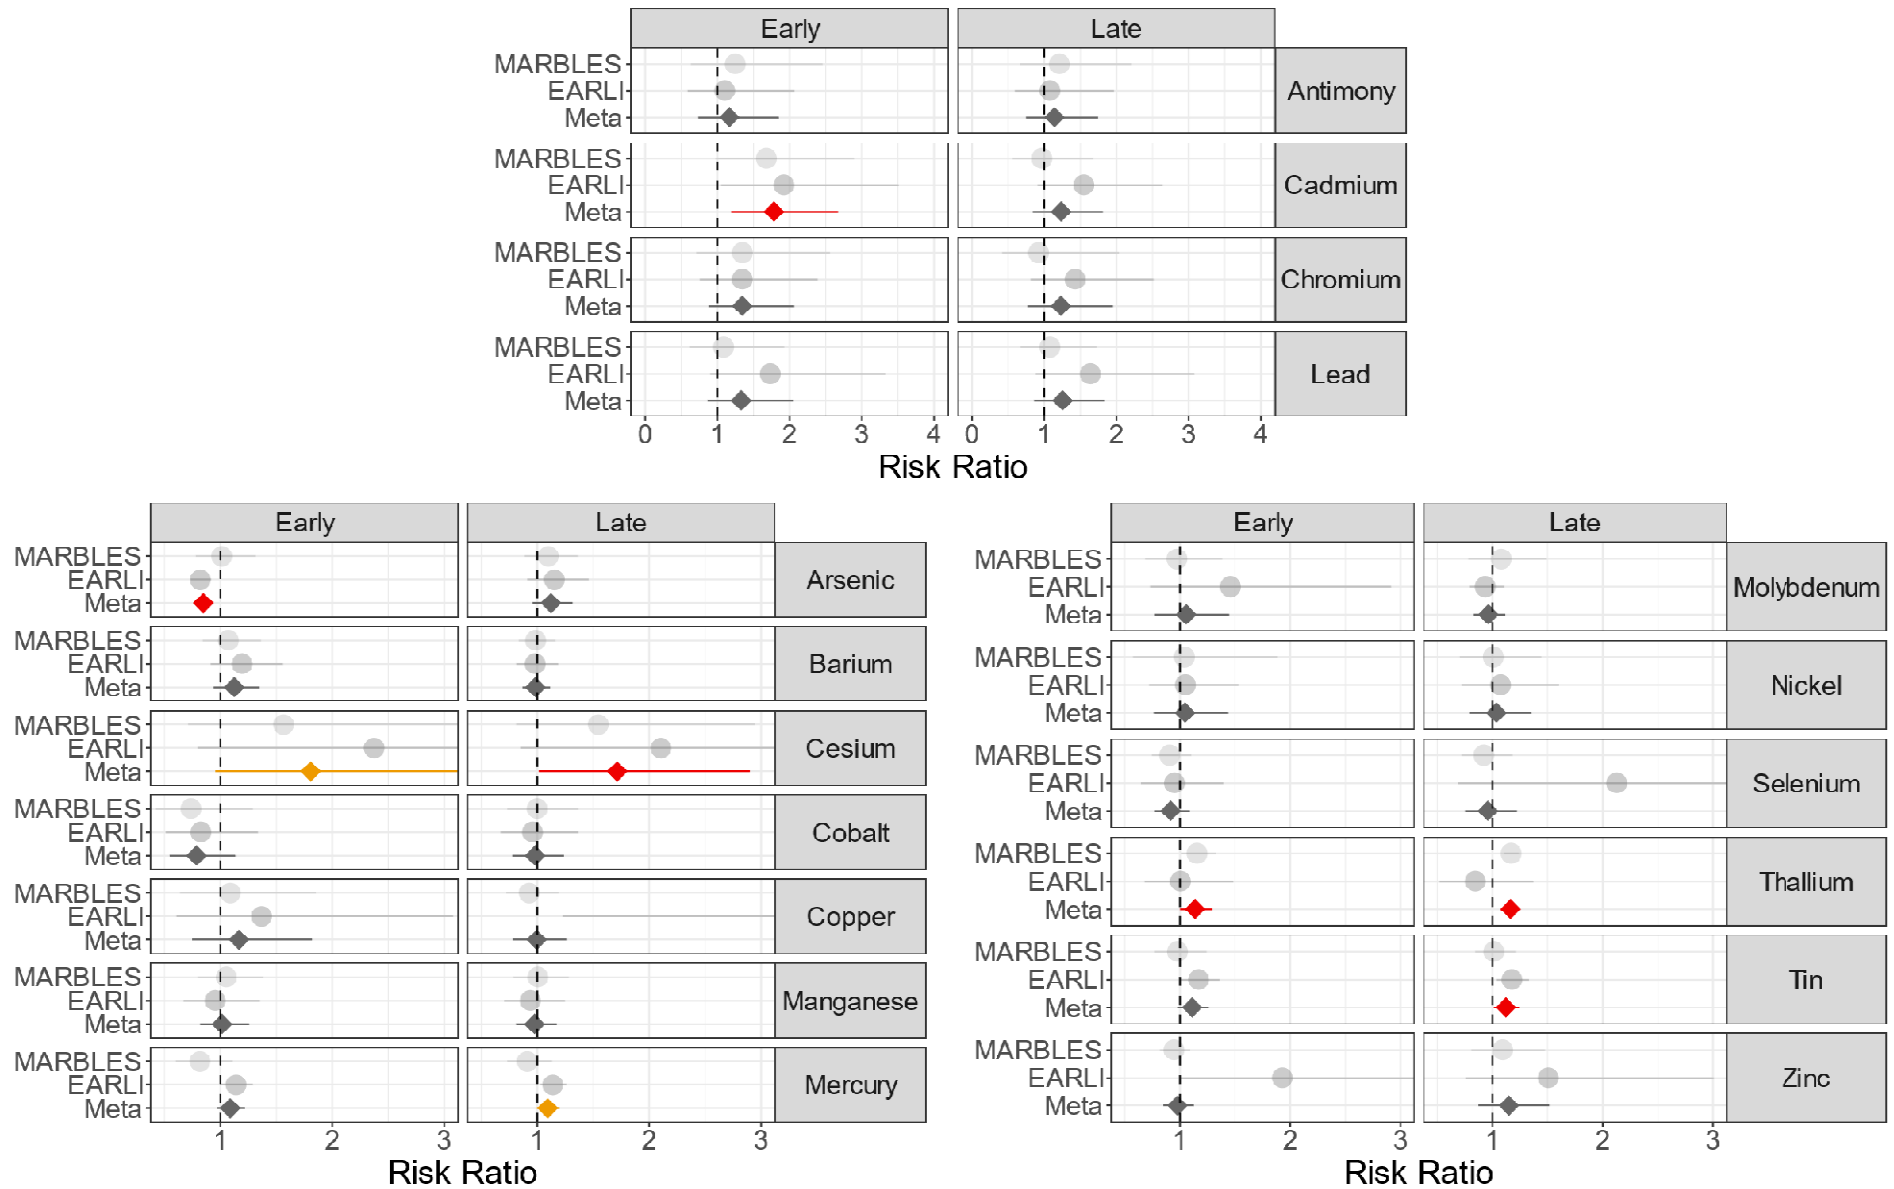 Early Late
MARBLES
EARLI
Meta
Antimony
MARBLES
EARLI
Meta
Cadmium
MARBLES
EARLI
Meta
Chromium
MARBLES
EARLI
Meta
Lead
0 1 2 3 4 0 1 2 3 4
Risk Ratio
Early Late
MARBLES
EARLI
Meta
Arsenic
MARBLES
EARLI
Meta
Barium
MARBLES
EARLI
Meta
Cesium
MARBLES
EARLI
Meta
Cobalt
MARBLES
EARLI
Meta
Copper
MARBLES
EARLI
Meta
Manganese
MARBLES
EARLI
Meta
Mercury
1 2 3 1 2 3
Risk Ratio
Early Late
MARBLES
EARLI
Meta
Molybdenum
MARBLES
EARLI
Meta
Nickel
MARBLES
EARLI
Meta
Selenium
MARBLES
EARLI
Meta
Thallium
MARBLES
EARLI
Meta
Tin
MARBLES
EARLI
Meta
Zinc
1 2 3 1 2 3
Risk Ratio